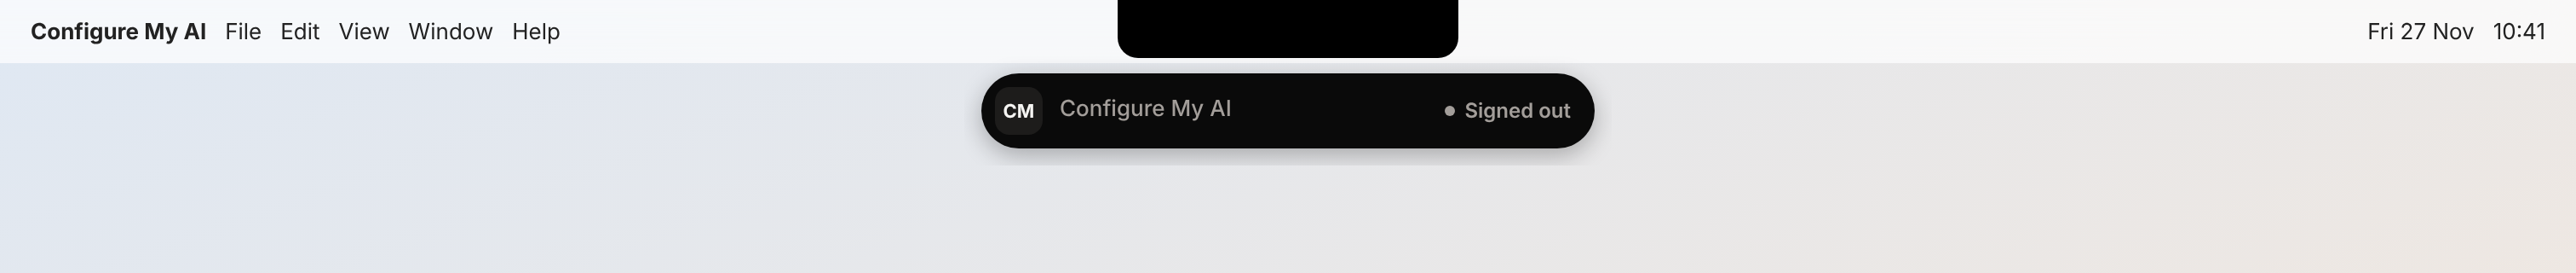 Configure My AI File Edit View Window Help Fri 27 Nov 10:41
CM Configure My AI Signed out